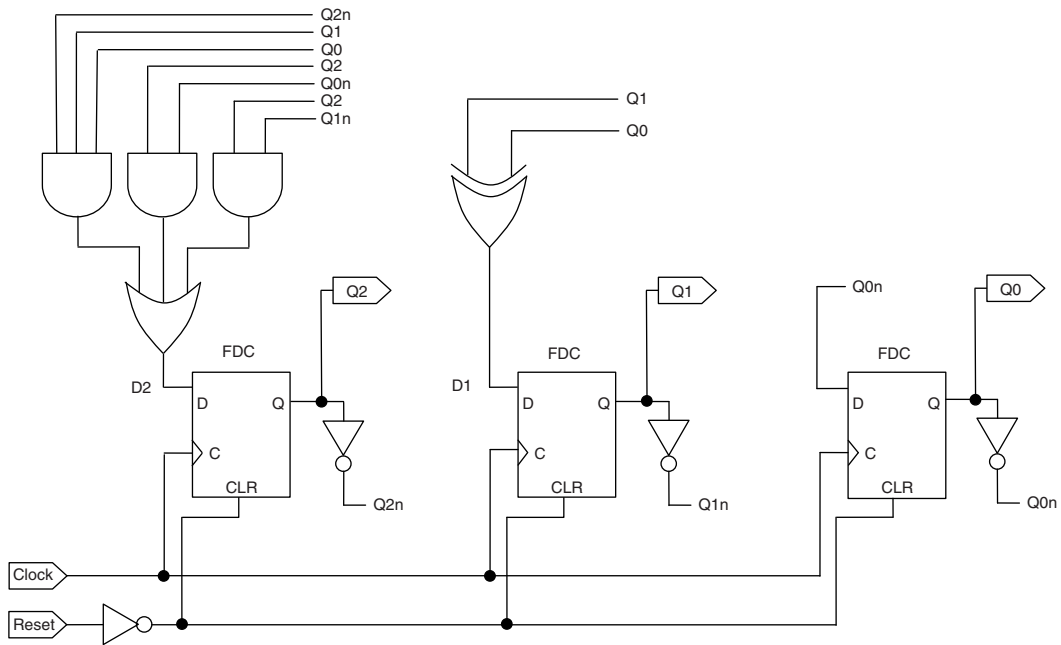 Q2n
Q1
Q0
Q2
Q0n
Q2
Q1n
Q1
Q0
Q2
Q1
Q0n
Q0
FDC
FDC
FDC
D2
D
Q
D1
D
Q
D
Q
C
C
C
CLR
CLR
CLR
Q2n
Q1n
Q0n
Clock
Reset